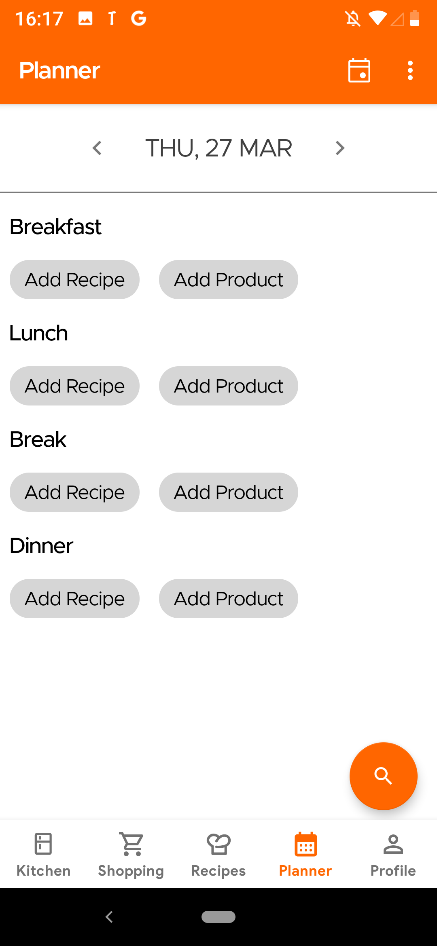 16:17 T G
Planner
THU, 27 MAR
Breakfast
Add Recipe Add Product
Lunch
Add Recipe Add Product
Break
Add Recipe Add Product
Dinner
Add Recipe Add Product
Kitchen Shopping Recipes Planner Profile